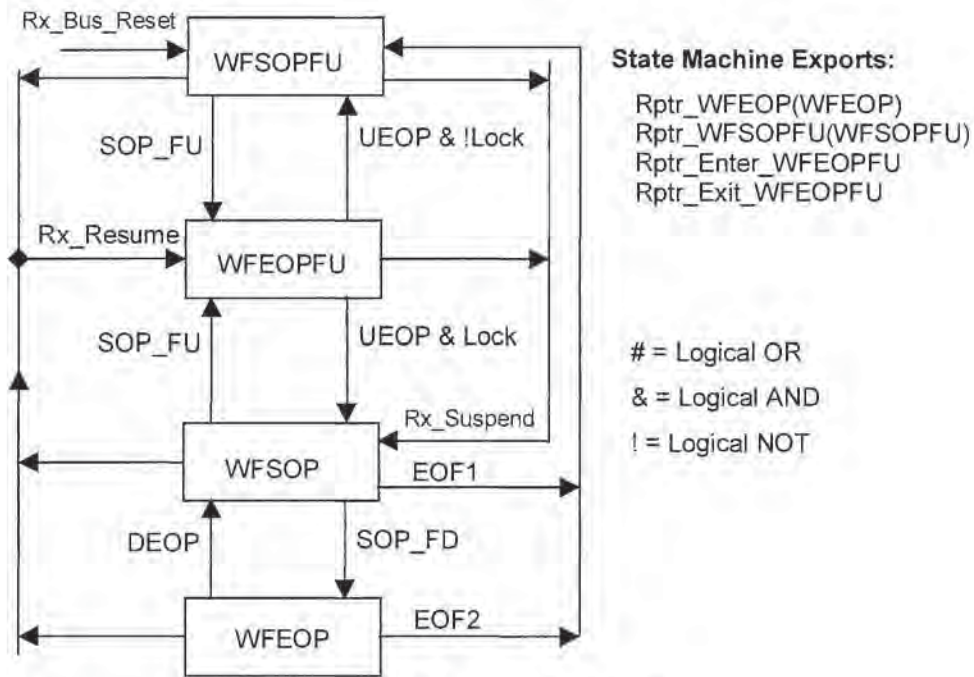 Rx_Bus_Reset
WFSOPFU
SOP_FU
UEOP & !Lock
Rx_Resume
WFEOPFU
SOP_FU
UEOP & Lock
Rx_Suspend
WFSOP
EOF1
DEOP
SOP_FD
WFEOP
EOF2
State Machine Exports:
Rptr_WFEOP(WFEOP)
Rptr_WFSOPFU(WFSOPFU)
Rptr_Enter_WFEOPFU
Rptr_Exit_WFEOPFU
# = Logical OR
& = Logical AND
! = Logical NOT